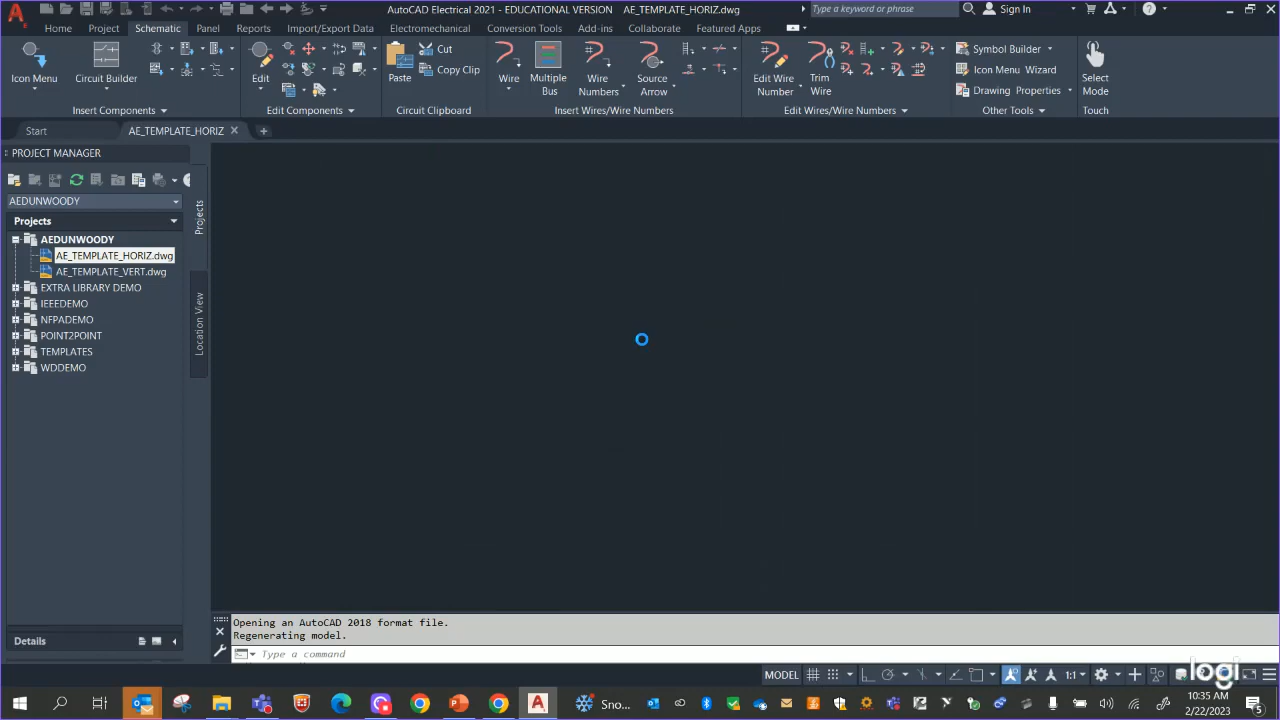 AutoCAD Electrical 2021 - EDUCATIONAL VERSION AE_TEMPLATE_HORIZ.dwg
Type a keyword or phrase
Sign In
Home Project Schematic Panel Reports Import/Export Data Electromechanical Conversion Tools Add-ins Collaborate Featured Apps
Icon Menu
Circuit Builder
Edit
Paste
Cut
Copy Clip
Wire
Multiple
Bus
Wire
Numbers
Source
Arrow
Edit Wire
Number
Trim
Wire
Symbol Builder
Icon Menu Wizard
Drawing Properties
Select
Mode
Insert Components
Edit Components
Circuit Clipboard
Insert Wires/Wire Numbers
Edit Wires/Wire Numbers
Other Tools
Touch
Start
AE_TEMPLATE_HORIZ
PROJECT MANAGER
AEDUNWOODY
Projects
AEDUNWOODY
AE_TEMPLATE_HORIZ.dwg
AE_TEMPLATE_VERT.dwg
EXTRA LIBRARY DEMO
IEEEDEMO
NFPADEMO
POINT2POINT
TEMPLATES
WDDEMO
Projects
Location View
Details
Opening an AutoCAD 2018 format file.
Regenerating model.
Type a command
MODEL
1:1
logi
Sno...
10:35 AM
2/22/2023
5